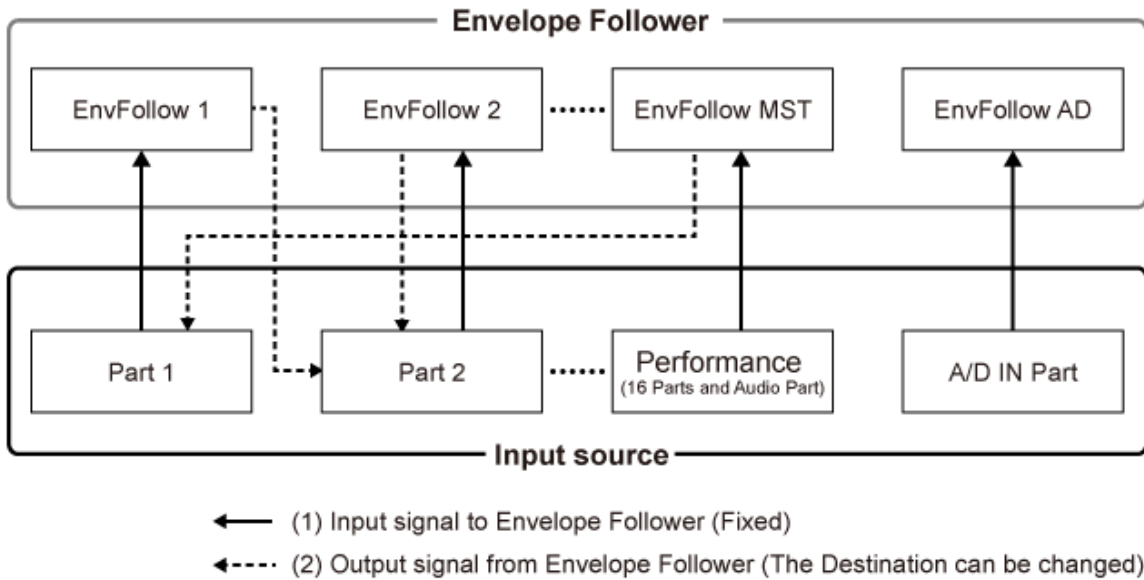 Envelope Follower
EnvFollow 1
EnvFollow 2
EnvFollow MST
EnvFollow AD
Part 1
Part 2
Performance
(16 Parts and Audio Part)
A/D IN Part
Input source
(1) Input signal to Envelope Follower (Fixed)
(2) Output signal from Envelope Follower (The Destination can be changed)